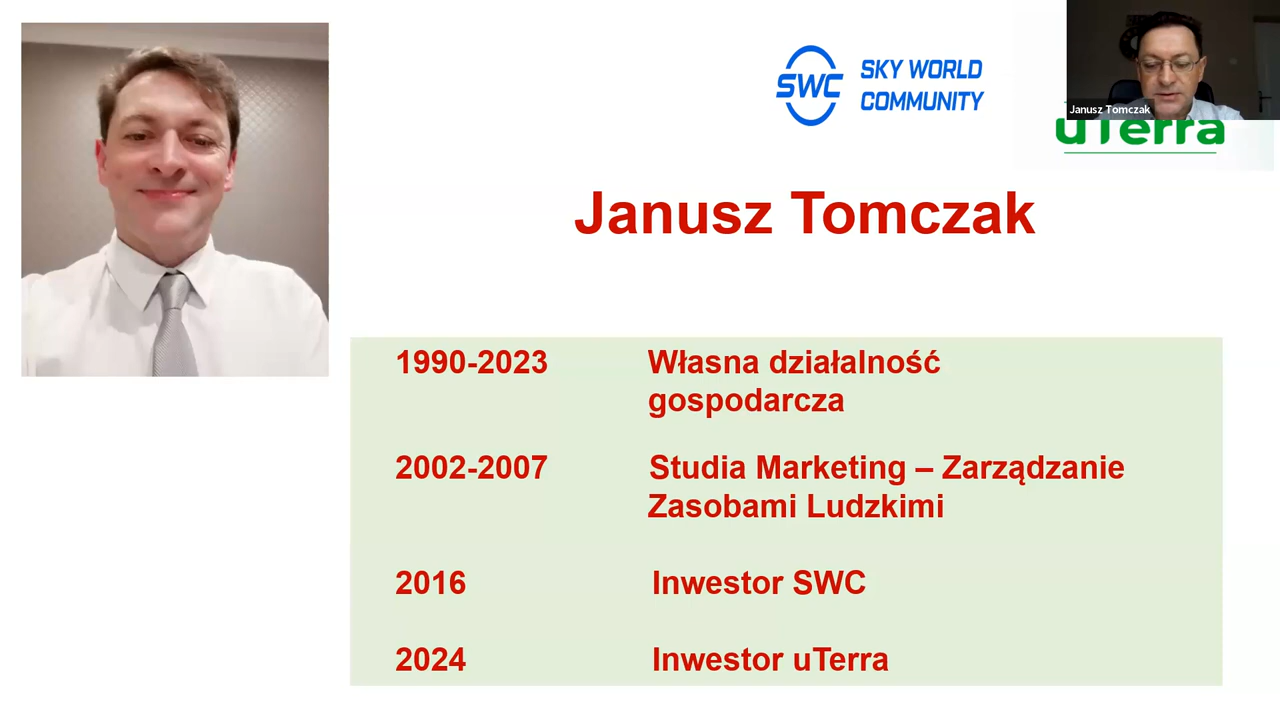 SWC
SKY WORLD
COMMUNITY
Janusz Tomczak
uTerra
Janusz Tomczak
1990-2023 Własna działalność
gospodarcza
2002-2007 Studia Marketing – Zarządzanie
Zasobami Ludzkimi
2016 Inwestor SWC
2024 Inwestor uTerra